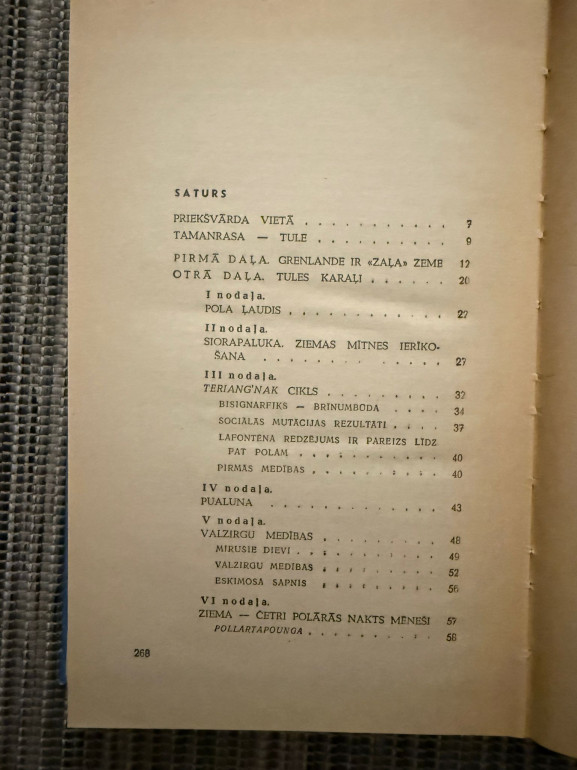 SATURS
PRIEKŠVĀRDA VIETĀ . . . . . . . . . . . 7
TAMANRASA — TULE . . . . . . . . . . 9
PIRMĀ DAĻA. GRENLANDE IR «ZAĻA» ZEME 12
OTRĀ DAĻA. TULES KARAĻI . . . . . . 20
I nodaļa.
POLA ĻAUDIS . . . . . . . . . . . . 22
II nodaļa.
SIORAPALUKA. ZIEMAS MĪTNES IERĪKO-
ŠANA . . . . . . . . . . . 27
III nodaļa.
TERIANG'NAK CIKLS . . . . . . . . . 32
BISIGNARFIKS — BRĪNUMBODA . . . . 34
SOCIĀLĀS MUTĀCIJAS REZULTĀTI . . . . 37
LAFONTĒNA REDZĒJUMS IR PAREIZS LĪDZ
PAT POLAM . . . . . . . . . . 40
PIRMĀS MEDĪBAS . . . . . . . . . . 40
IV nodaļa.
PUALUNA . . . . . . . . . . . . 43
V nodaļa.
VALZIRGU MEDĪBAS . . . . . . . . . 48
MIRUŠIE DIEVI . . . . . . . . . . . 49
VALZIRGU MEDĪBAS . . . . . . . . . 52
ESKIMOSA SAPNIS . . . . . . . . . 56
VI nodaļa.
ZIEMA — ČETRI POLĀRĀS NAKTS MĒNEŠI 57
POLLARTAPOUNGA . . . . . . . . . . 58
268